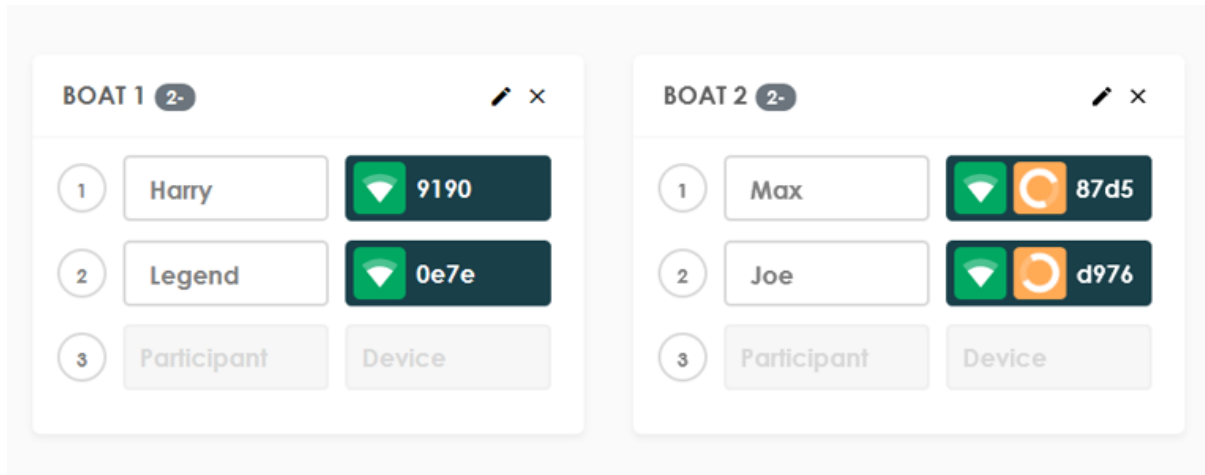 BOAT 1 2-
1 Harry 9190
2 Legend 0e7e
3 Participant Device
BOAT 2 2-
1 Max 87d5
2 Joe d976
3 Participant Device